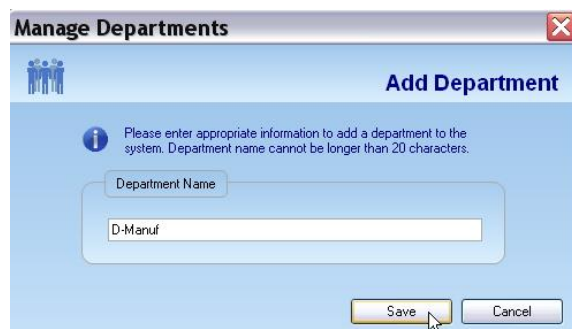 Manage Departments
Add Department
Please enter appropriate information to add a department to the
system. Department name cannot be longer than 20 characters.
Department Name
D-Manuf
Save Cancel